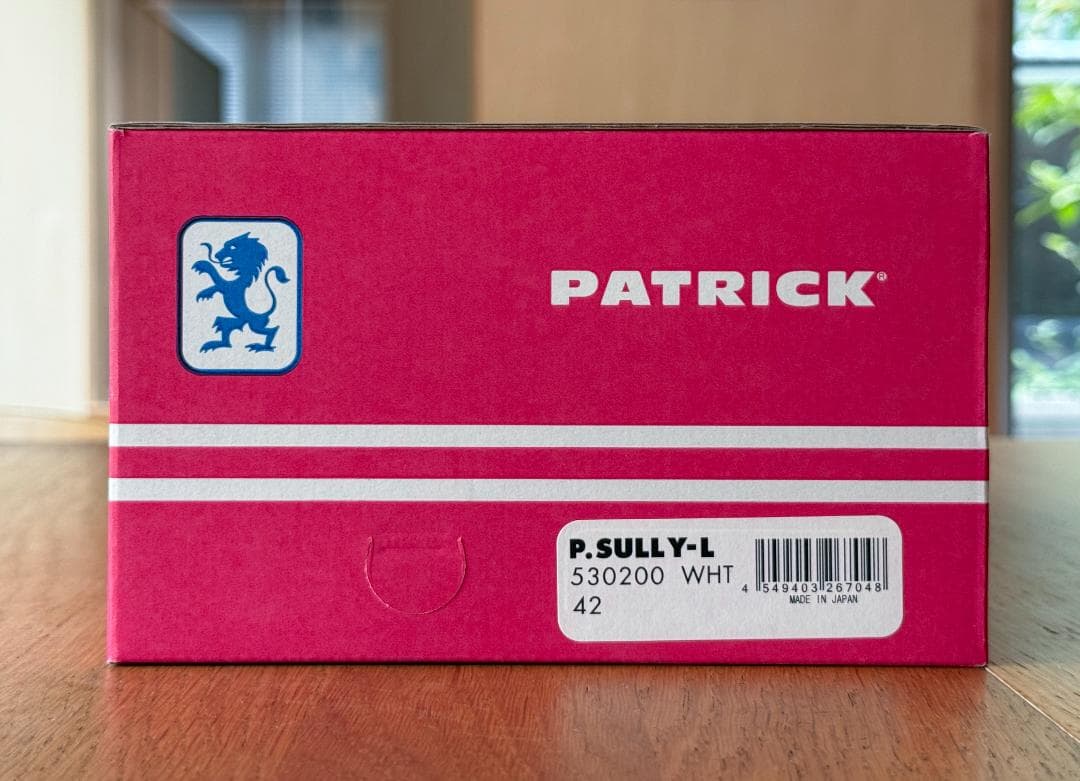 PATRICK®
P.SULLY-L
530200 WHT
42
4 549403 267048
MADE IN JAPAN